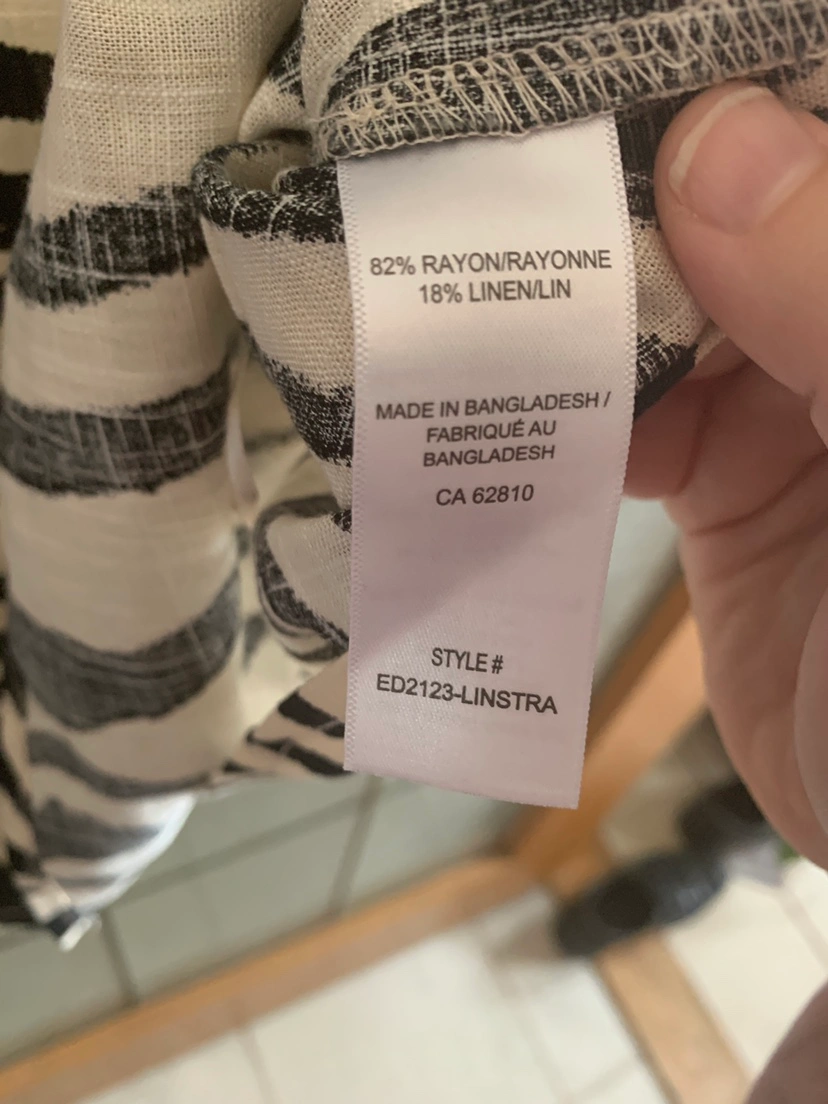 82% RAYON/RAYONNE
18% LINEN/LIN
MADE IN BANGLADESH /
FABRIQUÉ AU
BANGLADESH
CA 62810
STYLE #
ED2123-LINSTRA